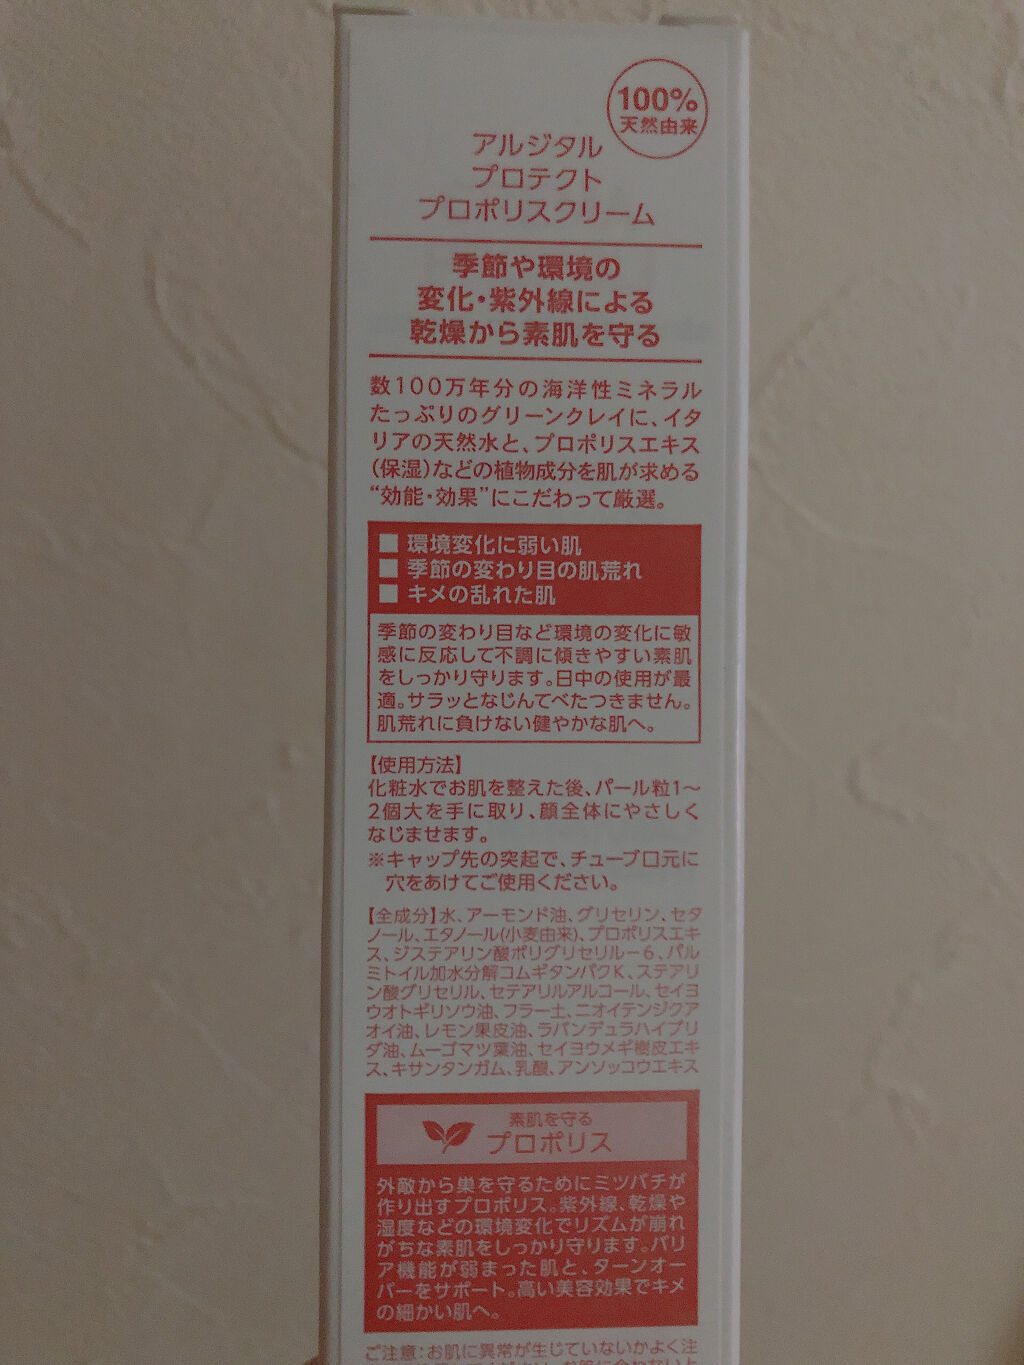 100%
天然由来
アルジタル
プロテクト
プロポリスクリーム
季節や環境の
変化・紫外線による
乾燥から素肌を守る
数100万年分の海洋性ミネラル
たっぷりのグリーンクレイに、イタ
リアの天然水と、プロポリスエキス
(保湿)などの植物成分を肌が求める
“効能・効果”にこだわって厳選。
■ 環境変化に弱い肌
■ 季節の変わり目の肌荒れ
■ キメの乱れた肌
季節の変わり目など環境の変化に敏
感に反応して不調に傾きやすい素肌
をしっかり守ります。日中の使用が最
適。サラッとなじんでべたつきません。
肌荒れに負けない健やかな肌へ。
【使用方法】
化粧水でお肌を整えた後、パール粒1〜
2個大を手に取り、顔全体にやさしく
なじませます。
※キャップ先の突起で、チューブ口元に
穴をあけてご使用ください。
【全成分】水、アーモンド油、グリセリン、セタ
ノール、エタノール(小麦由来)、プロポリスエキ
ス、ジステアリン酸ポリグリセリル－6、パル
ミトイル加水分解コムギタンパクK、ステアリ
ン酸グリセリル、セテアリルアルコール、セイヨ
ウオトギリソウ油、フラー土、ニオイテンジクア
オイ油、レモン果皮油、ラバンデュラハイブリ
ダ油、ムーゴマツ葉油、セイヨウメギ樹皮エキ
ス、キサンタンガム、乳酸、アンソッコウエキス
素肌を守る
プロポリス
外敵から巣を守るためにミツバチが
作り出すプロポリス。紫外線、乾燥や
湿度などの環境変化でリズムが崩れ
がちな素肌をしっかり守ります。バリ
ア機能が弱まった肌と、ターンオー
バーをサポート。高い美容効果でキメ
の細かい肌へ。
ご注意：お肌に異常が生じていないかよく注